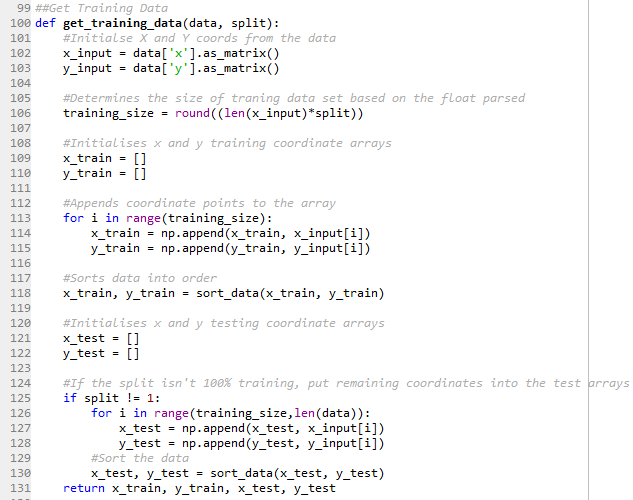 99 ##Get Training Data
100 def get_training_data(data, split):
101     #Initialse X and Y coords from the data
102     x_input = data['x'].as_matrix()
103     y_input = data['y'].as_matrix()
104
105     #Determines the size of traning data set based on the float parsed
106     training_size = round((len(x_input)*split))
107
108     #Initialises x and y training coordinate arrays
109     x_train = []
110     y_train = []
111
112     #Appends coordinate points to the array
113     for i in range(training_size):
114         x_train = np.append(x_train, x_input[i])
115         y_train = np.append(y_train, y_input[i])
116
117     #Sorts data into order
118     x_train, y_train = sort_data(x_train, y_train)
119
120     #Initialises x and y testing coordinate arrays
121     x_test = []
122     y_test = []
123
124     #If the split isn't 100% training, put remaining coordinates into the test arrays
125     if split != 1:
126         for i in range(training_size,len(data)):
127             x_test = np.append(x_test, x_input[i])
128             y_test = np.append(y_test, y_input[i])
129         #Sort the data
130         x_test, y_test = sort_data(x_test, y_test)
131     return x_train, y_train, x_test, y_test